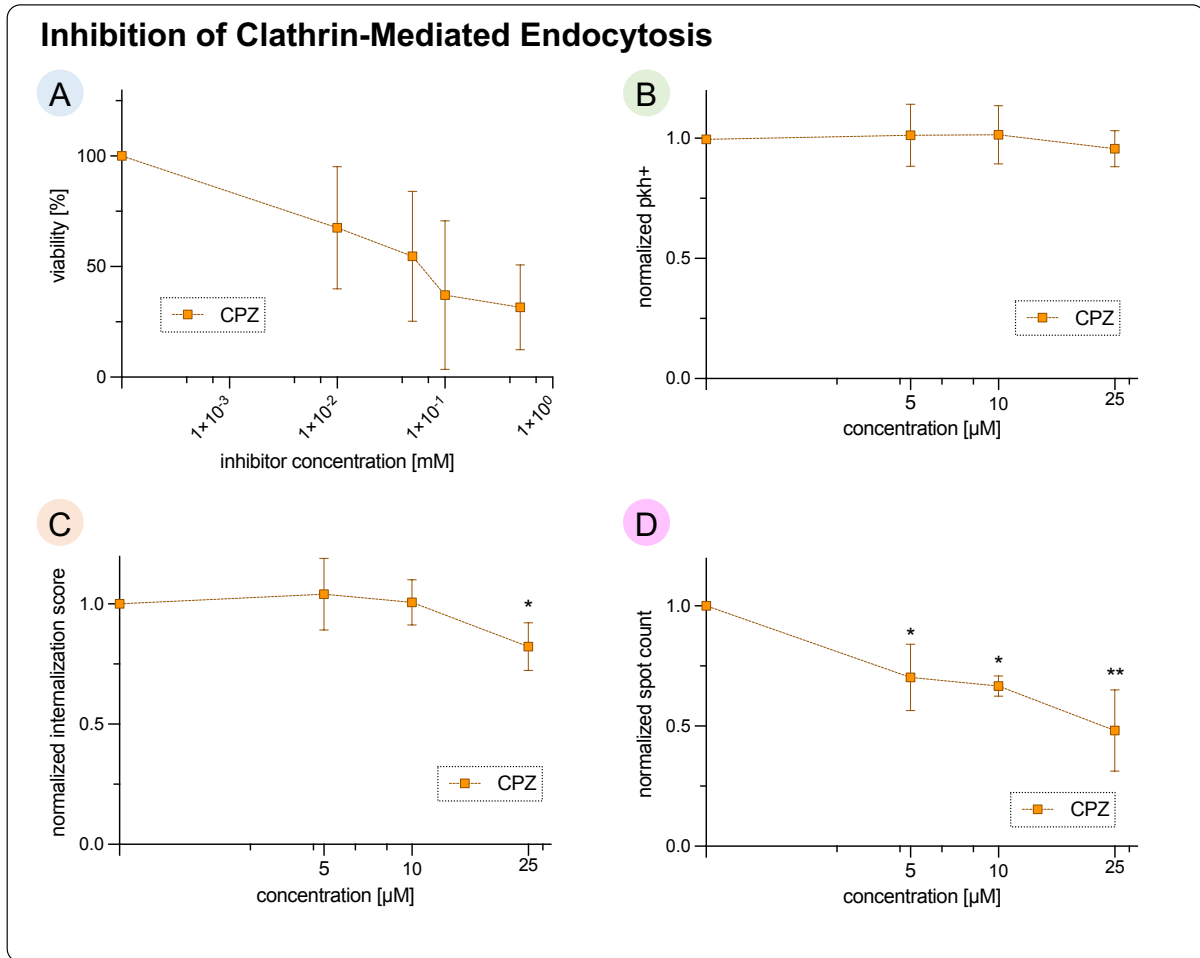 Inhibition of Clathrin-Mediated Endocytosis
A
viability [%]
100
50
0
CPZ
1×10⁻³
1×10⁻²
1×10⁻¹
1×10⁰
inhibitor concentration [mM]
B
normalized pkh+
1.0
0.5
0.0
CPZ
5
10
25
concentration [µM]
C
normalized internalization score
1.0
0.5
0.0
*
CPZ
5
10
25
concentration [µM]
D
normalized spot count
1.0
0.5
0.0
*
*
**
CPZ
5
10
25
concentration [µM]